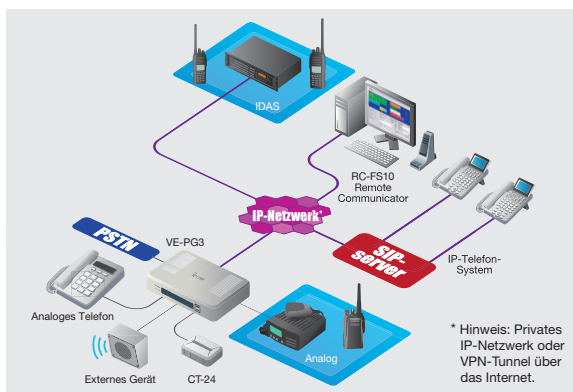 IDAS
RC-FS10
Remote
Communicator
IP-Netzwerk*
PSTN
VE-PG3
SIP-
server
IP-Telefon-
System
Analoges Telefon
Analog
Externes Gerät
CT-24
* Hinweis: Privates
IP-Netzwerk oder
VPN-Tunnel über
das Internet.